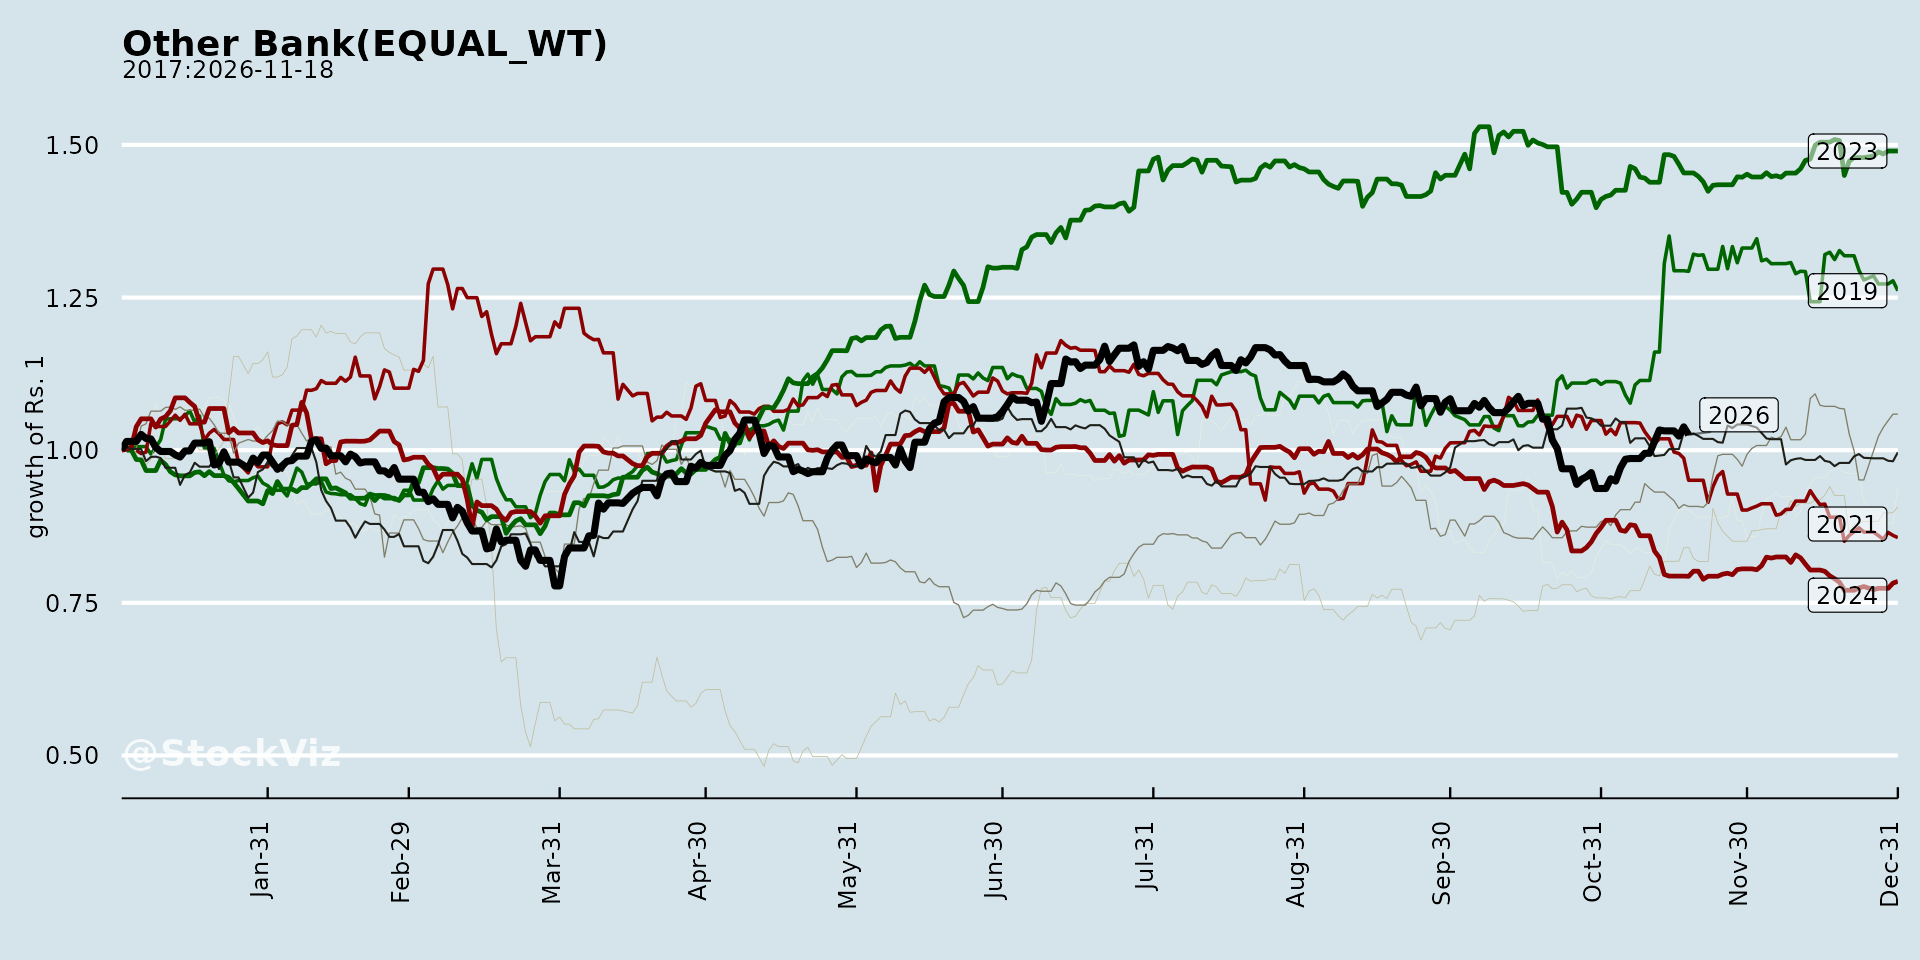 Other Bank(EQUAL_WT)
2017:2026-11-18
growth of Rs. 1
1.50
1.25
1.00
0.75
0.50
2023
2019
2026
2021
2024
@StockViz
Jan-31
Feb-29
Mar-31
Apr-30
May-31
Jun-30
Jul-31
Aug-31
Sep-30
Oct-31
Nov-30
Dec-31